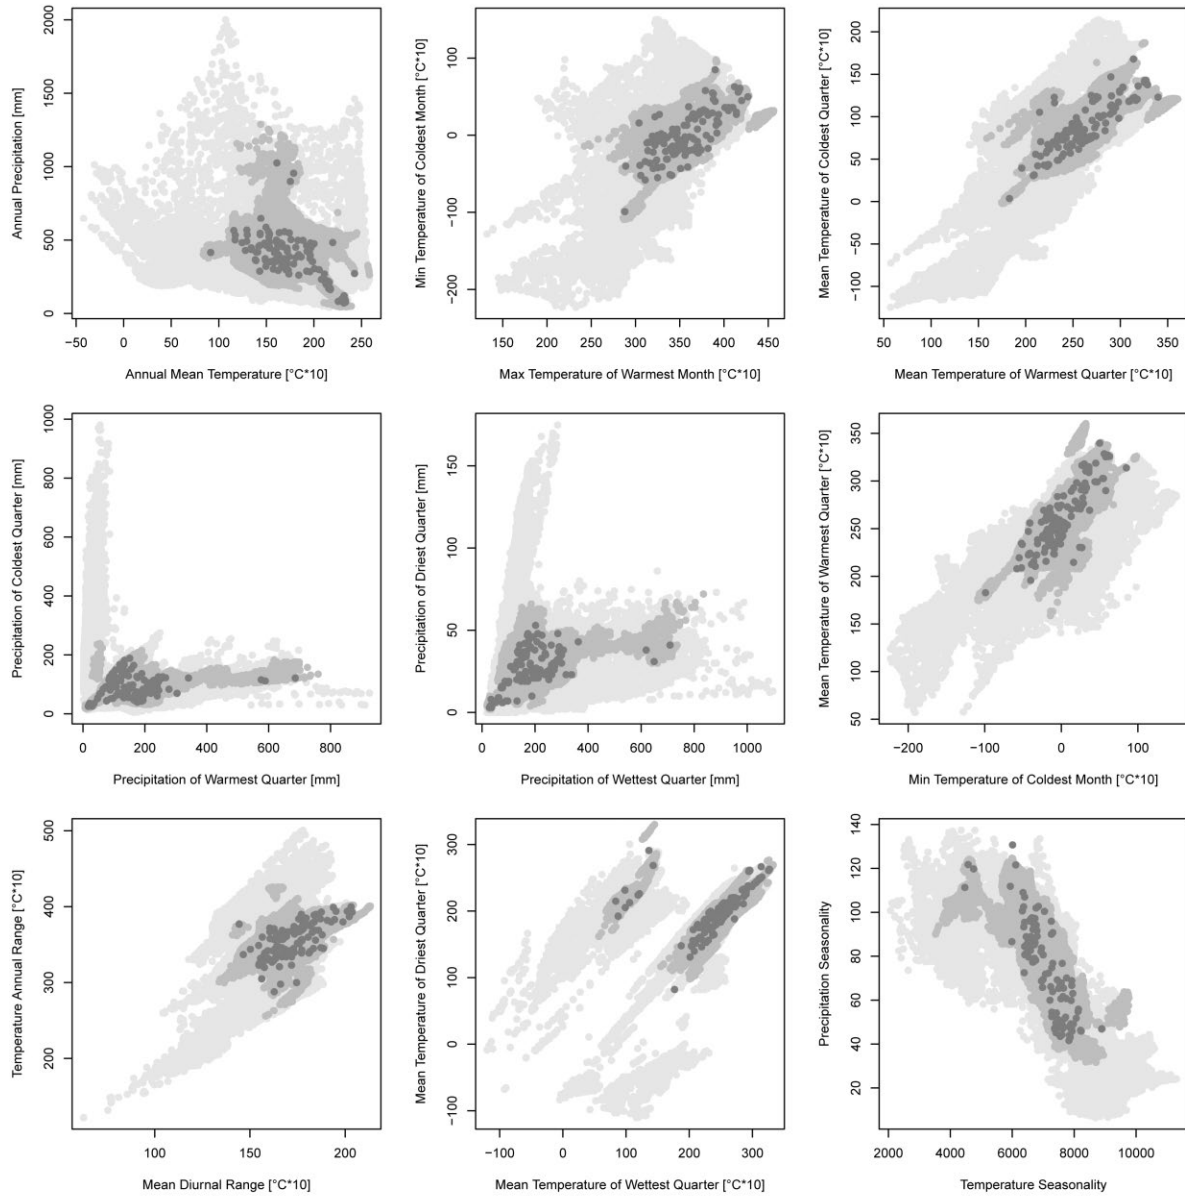 Annual Precipitation [mm]
2000
1500
1000
500
0
−50 0 50 100 150 200 250
Annual Mean Temperature [°C*10]
Min Temperature of Coldest Month [°C*10]
100
0
−100
−200
150 200 250 300 350 400 450
Max Temperature of Warmest Month [°C*10]
Mean Temperature of Coldest Quarter [°C*10]
200
150
100
50
0
−50
−100
50 100 150 200 250 300 350
Mean Temperature of Warmest Quarter [°C*10]
Precipitation of Coldest Quarter [mm]
1000
800
600
400
200
0
0 200 400 600 800
Precipitation of Warmest Quarter [mm]
Precipitation of Driest Quarter [mm]
150
100
50
0
0 200 400 600 800 1000
Precipitation of Wettest Quarter [mm]
Mean Temperature of Warmest Quarter [°C*10]
350
300
250
200
150
100
50
−200 −100 0 100
Min Temperature of Coldest Month [°C*10]
Temperature Annual Range [°C*10]
500
400
300
200
100 150 200
Mean Diurnal Range [°C*10]
Mean Temperature of Driest Quarter [°C*10]
300
200
100
0
−100
−100 0 100 200 300
Mean Temperature of Wettest Quarter [°C*10]
Precipitation Seasonality
140
120
100
80
60
40
20
2000 4000 6000 8000 10000
Temperature Seasonality